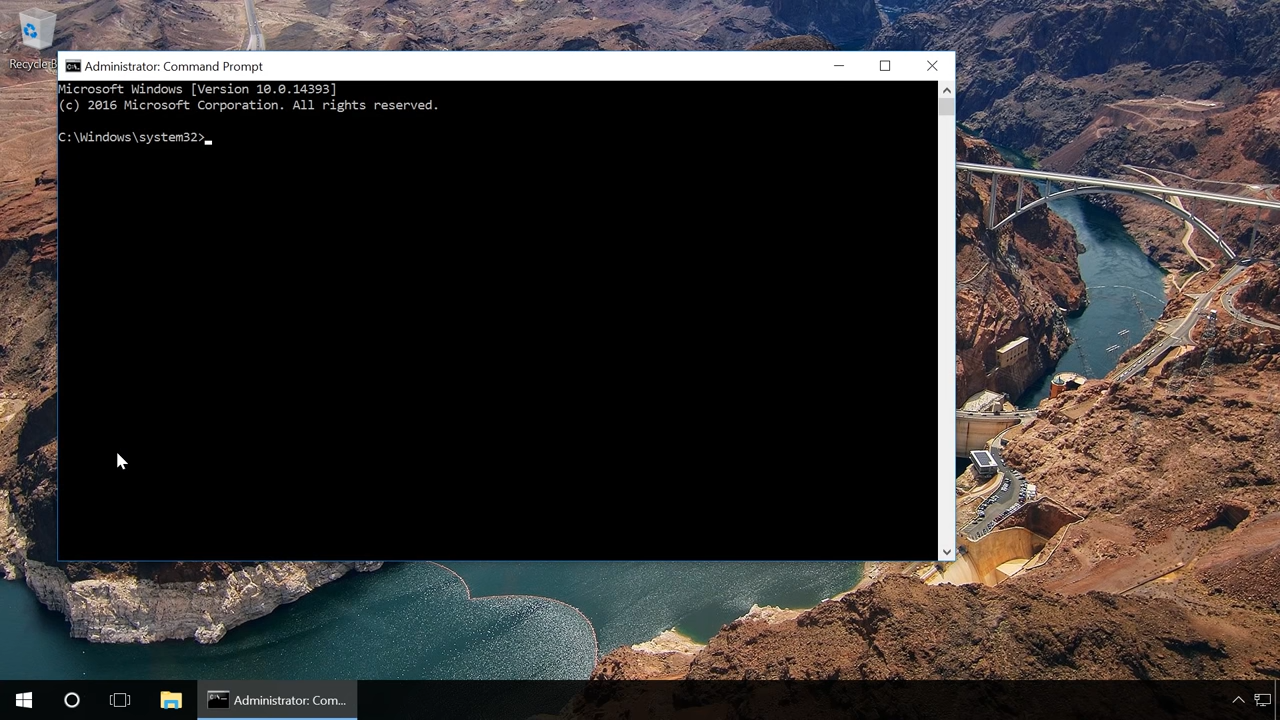 Recycle B
Administrator: Command Prompt
Microsoft Windows [Version 10.0.14393]
(c) 2016 Microsoft Corporation. All rights reserved.
C:\Windows\system32>
Administrator: Com...